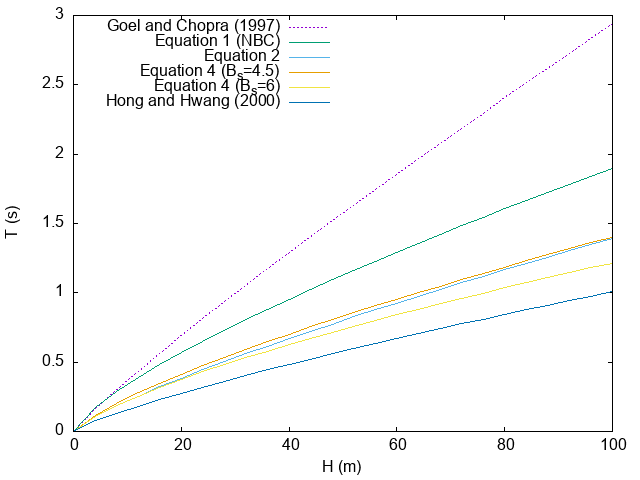 3
2.5
2
1.5
1
0.5
0
T (s)
Goel and Chopra (1997)
Equation 1 (NBC)
Equation 2
Equation 4 (Bs=4.5)
Equation 4 (Bs=6)
Hong and Hwang (2000)
0 20 40 60 80 100
H (m)